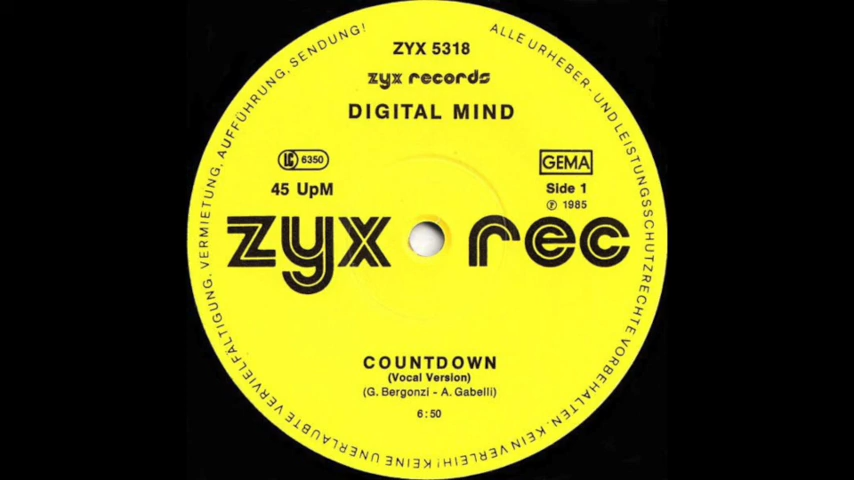 ZYX 5318
zyx records
DIGITAL MIND
LC 6350
GEMA
45 UpM
Side 1
Ⓟ 1985
zyx rec
COUNTDOWN
(Vocal Version)
(G. Bergonzi - A. Gabelli)
6:50
ALLE URHEBER- UND LEISTUNGSSCHUTZRECHTE VORBEHALTEN. KEIN VERLEIH! KEINE UNERLAUBTE VERVIELFÄLTIGUNG, VERMIETUNG, AUFFÜHRUNG, SENDUNG!